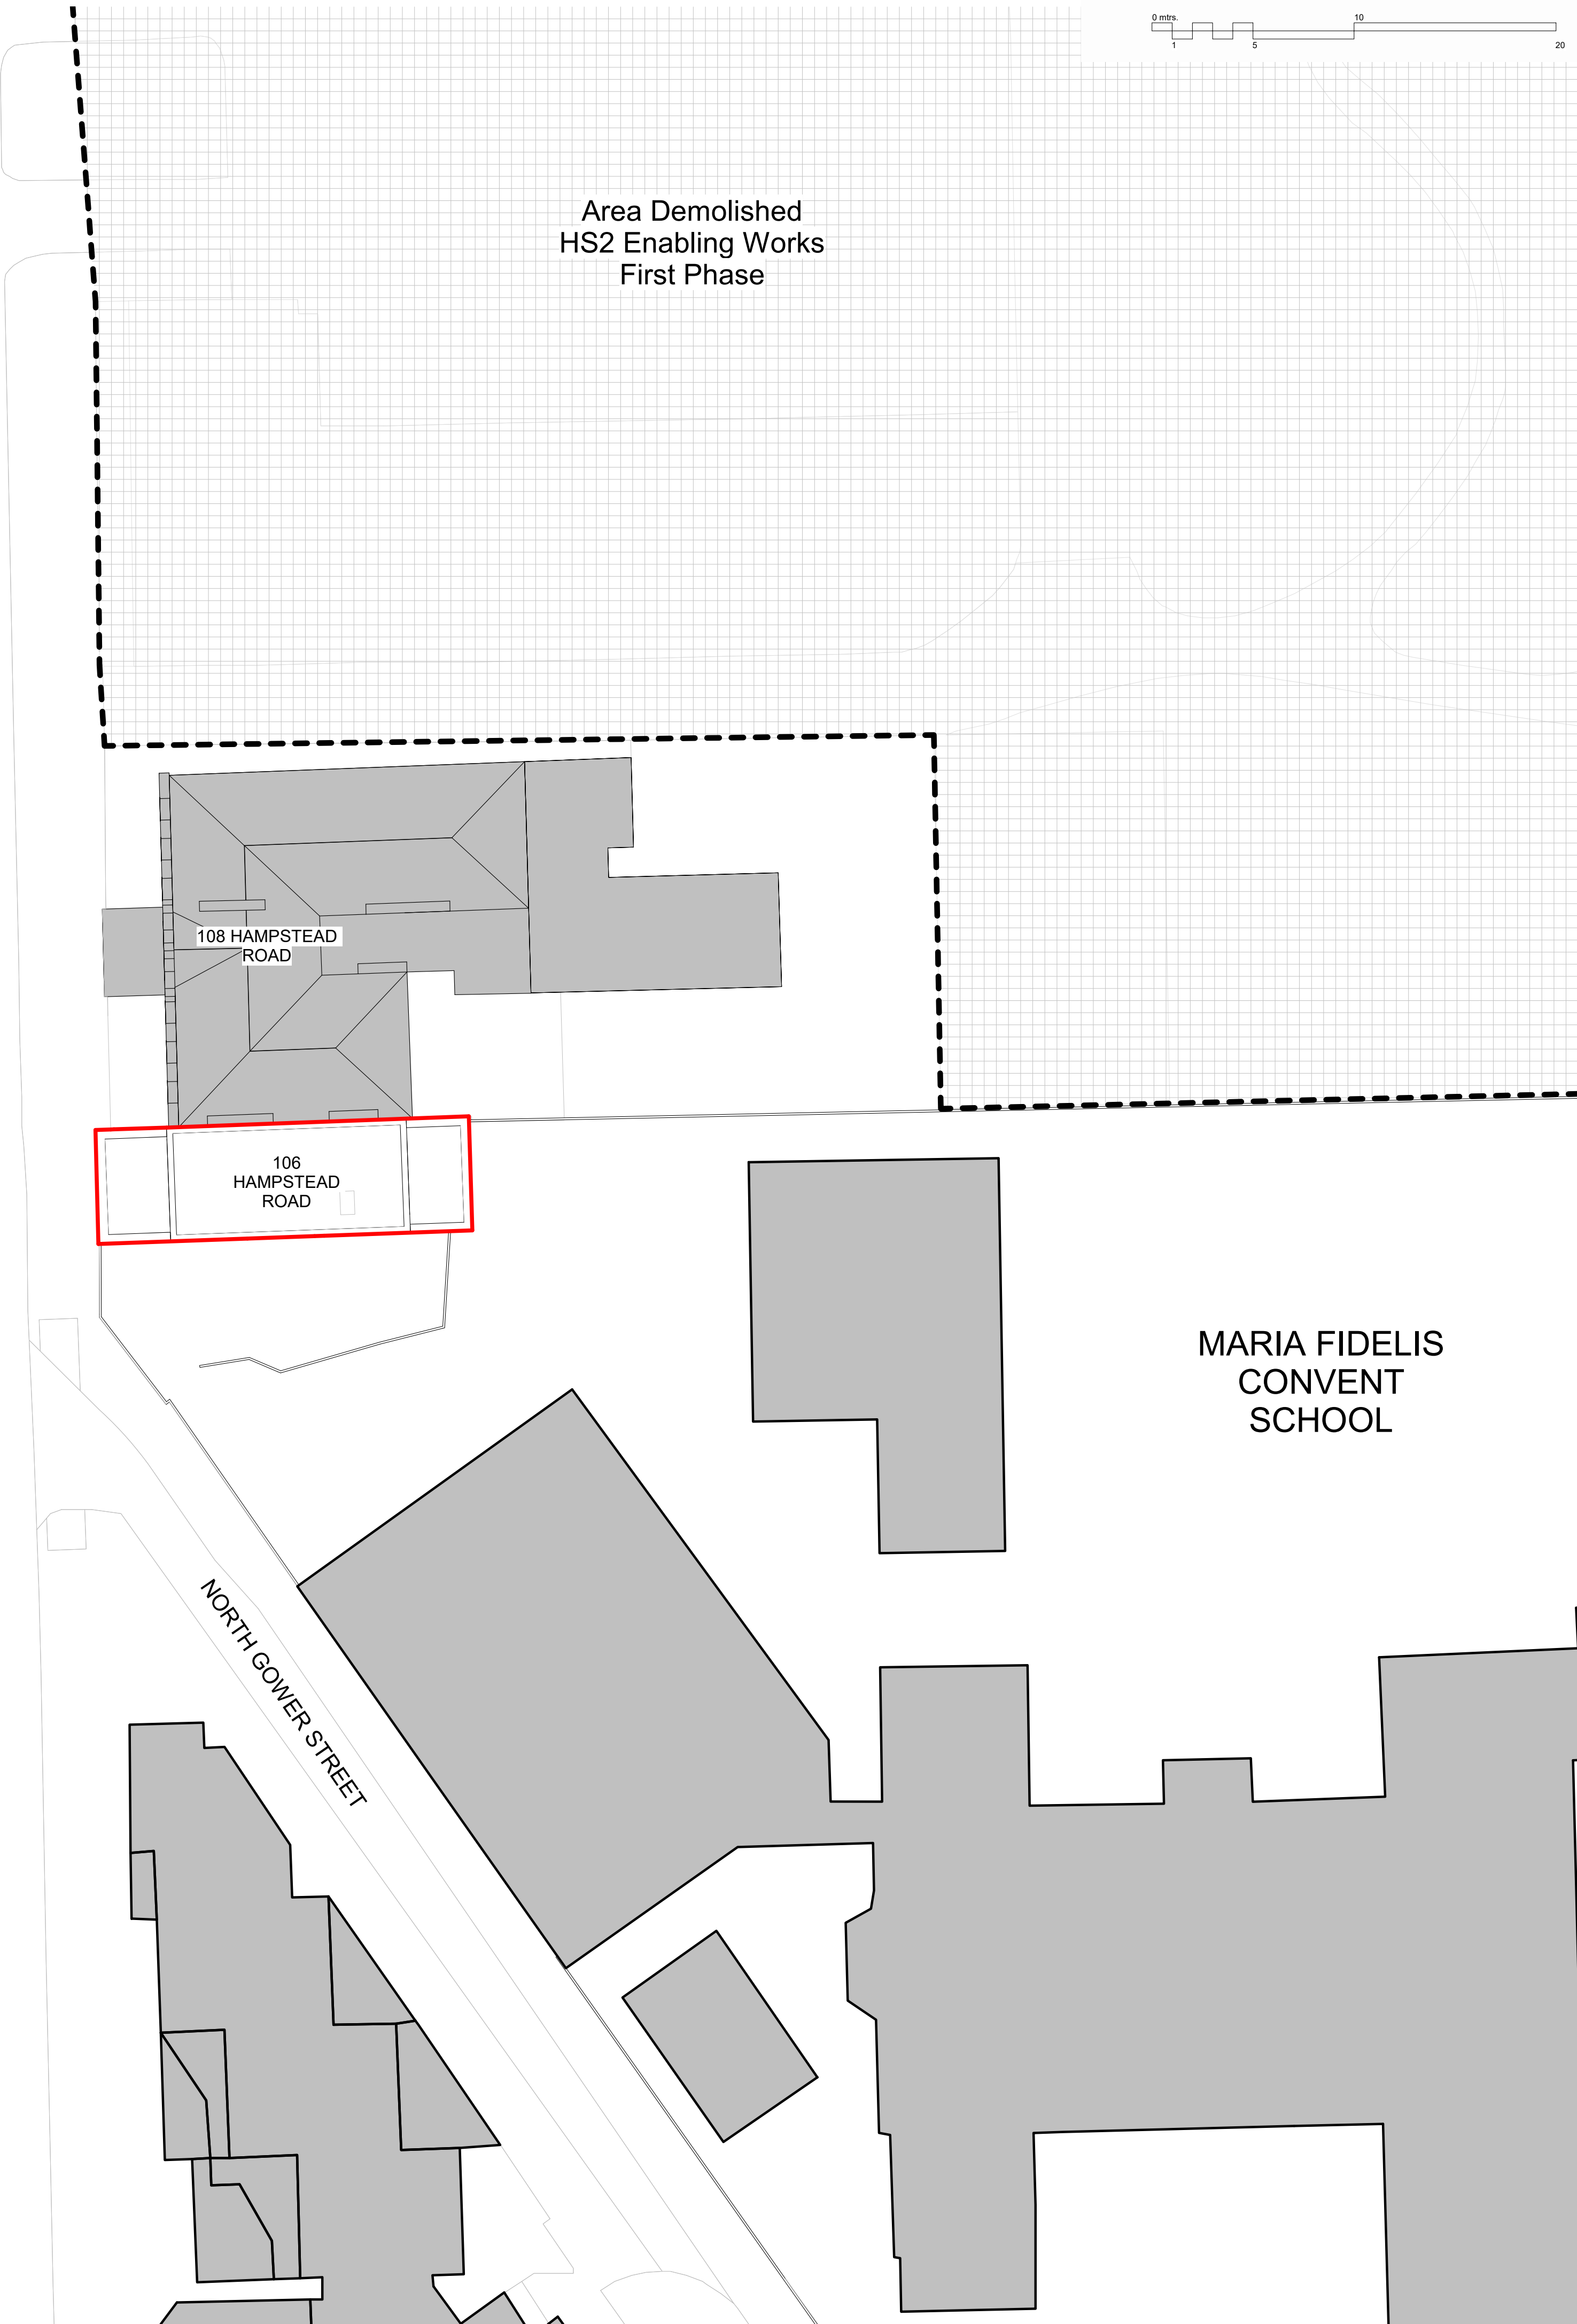 0 mtrs.
10
1
5
20
Area Demolished
HS2 Enabling Works
First Phase
108 HAMPSTEAD
ROAD
106
HAMPSTEAD
ROAD
MARIA FIDELIS
CONVENT
SCHOOL
NORTH GOWER STREET